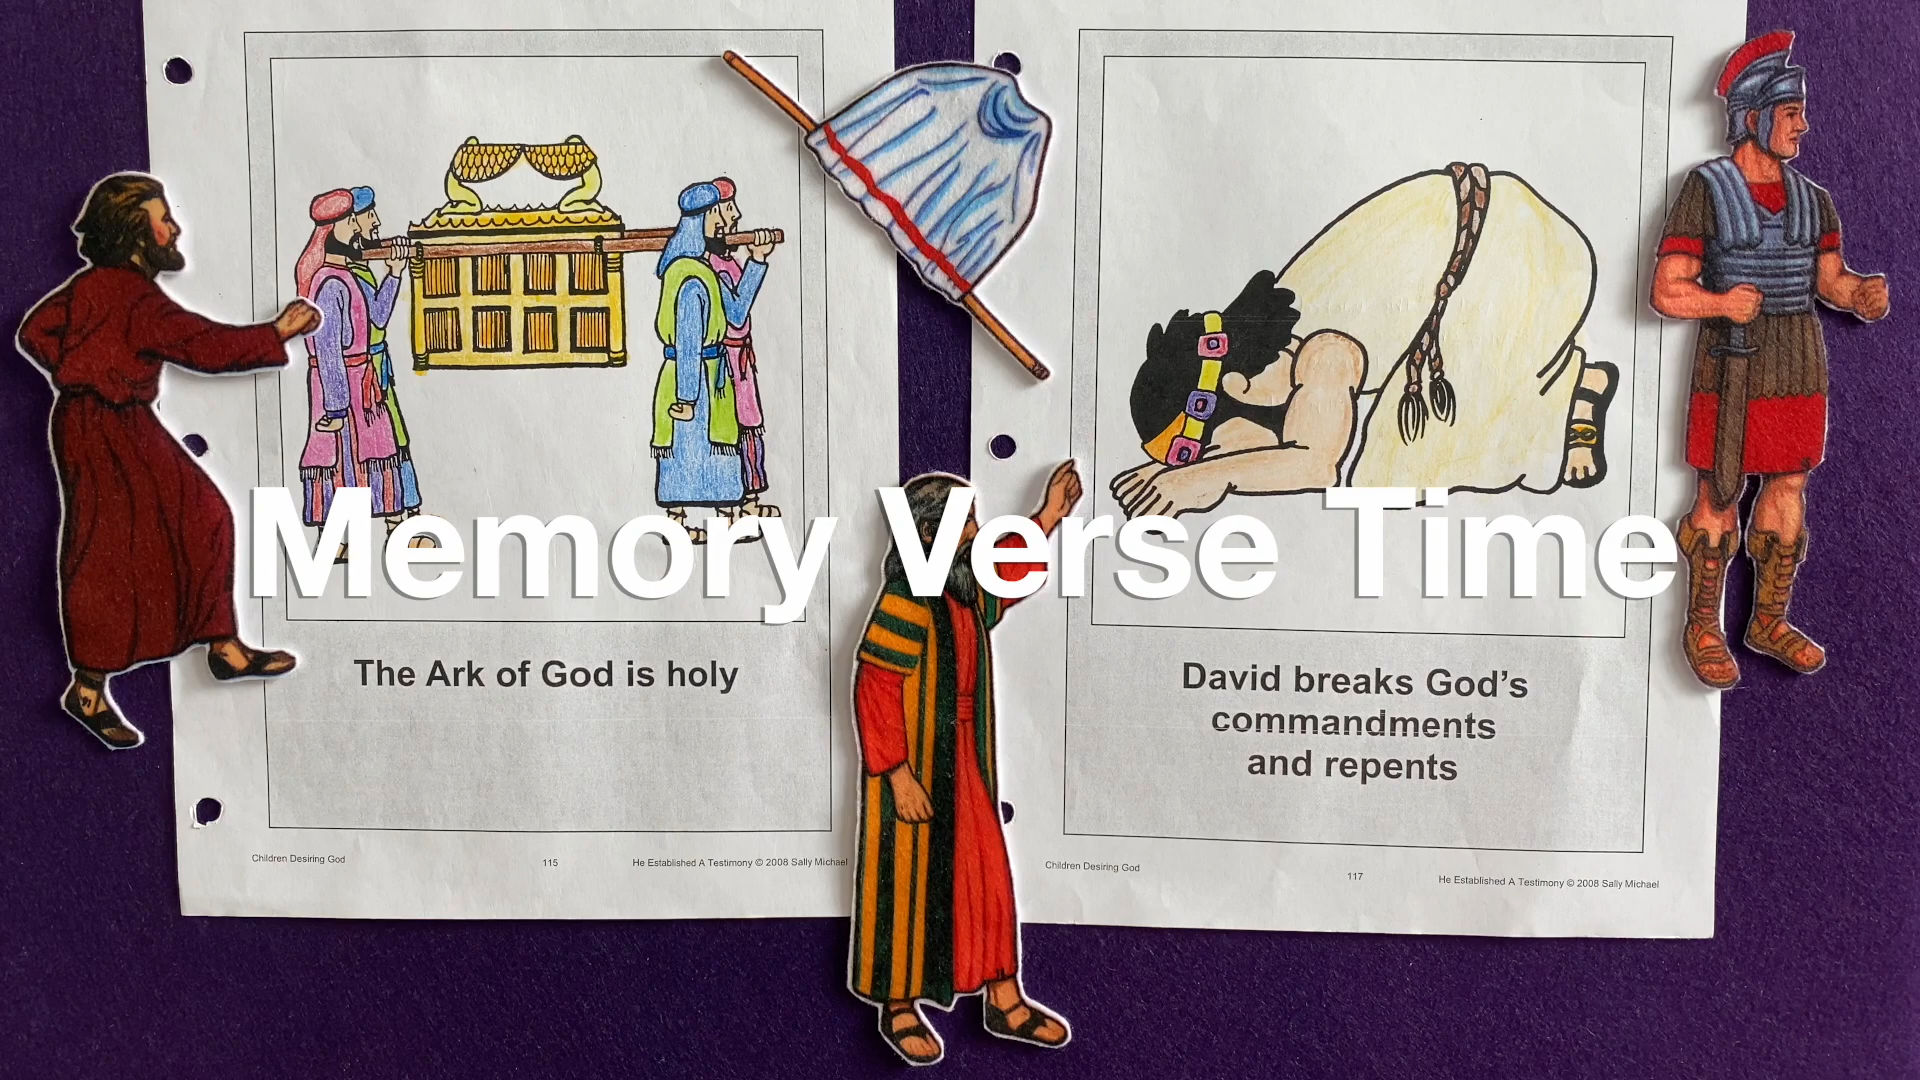 Memory Verse Time
The Ark of God is holy
Children Desiring God
115
He Established A Testimony © 2008 Sally Michael
David breaks God’s
commandments
and repents
Children Desiring God
117
He Established A Testimony © 2008 Sally Michael